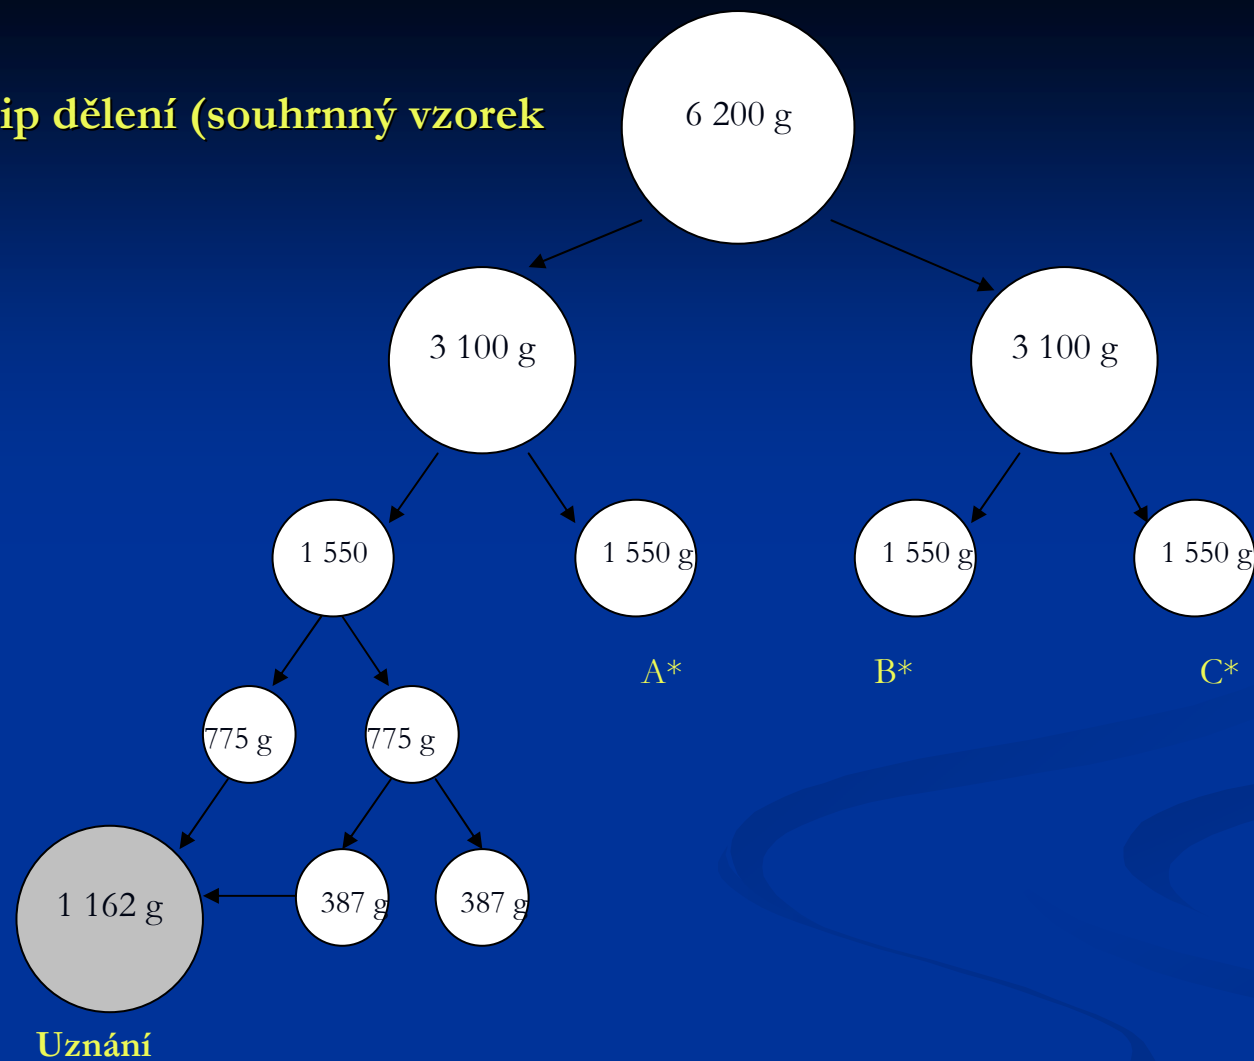 6 200 g
ip dělení (souhrnný vzorek
3 100 g
3 100 g
1 550
1 550 g
1 550 g
1 550 g
A*
B*
C*
775 g
775 g
1 162 g
387 g
387 g
Uznání